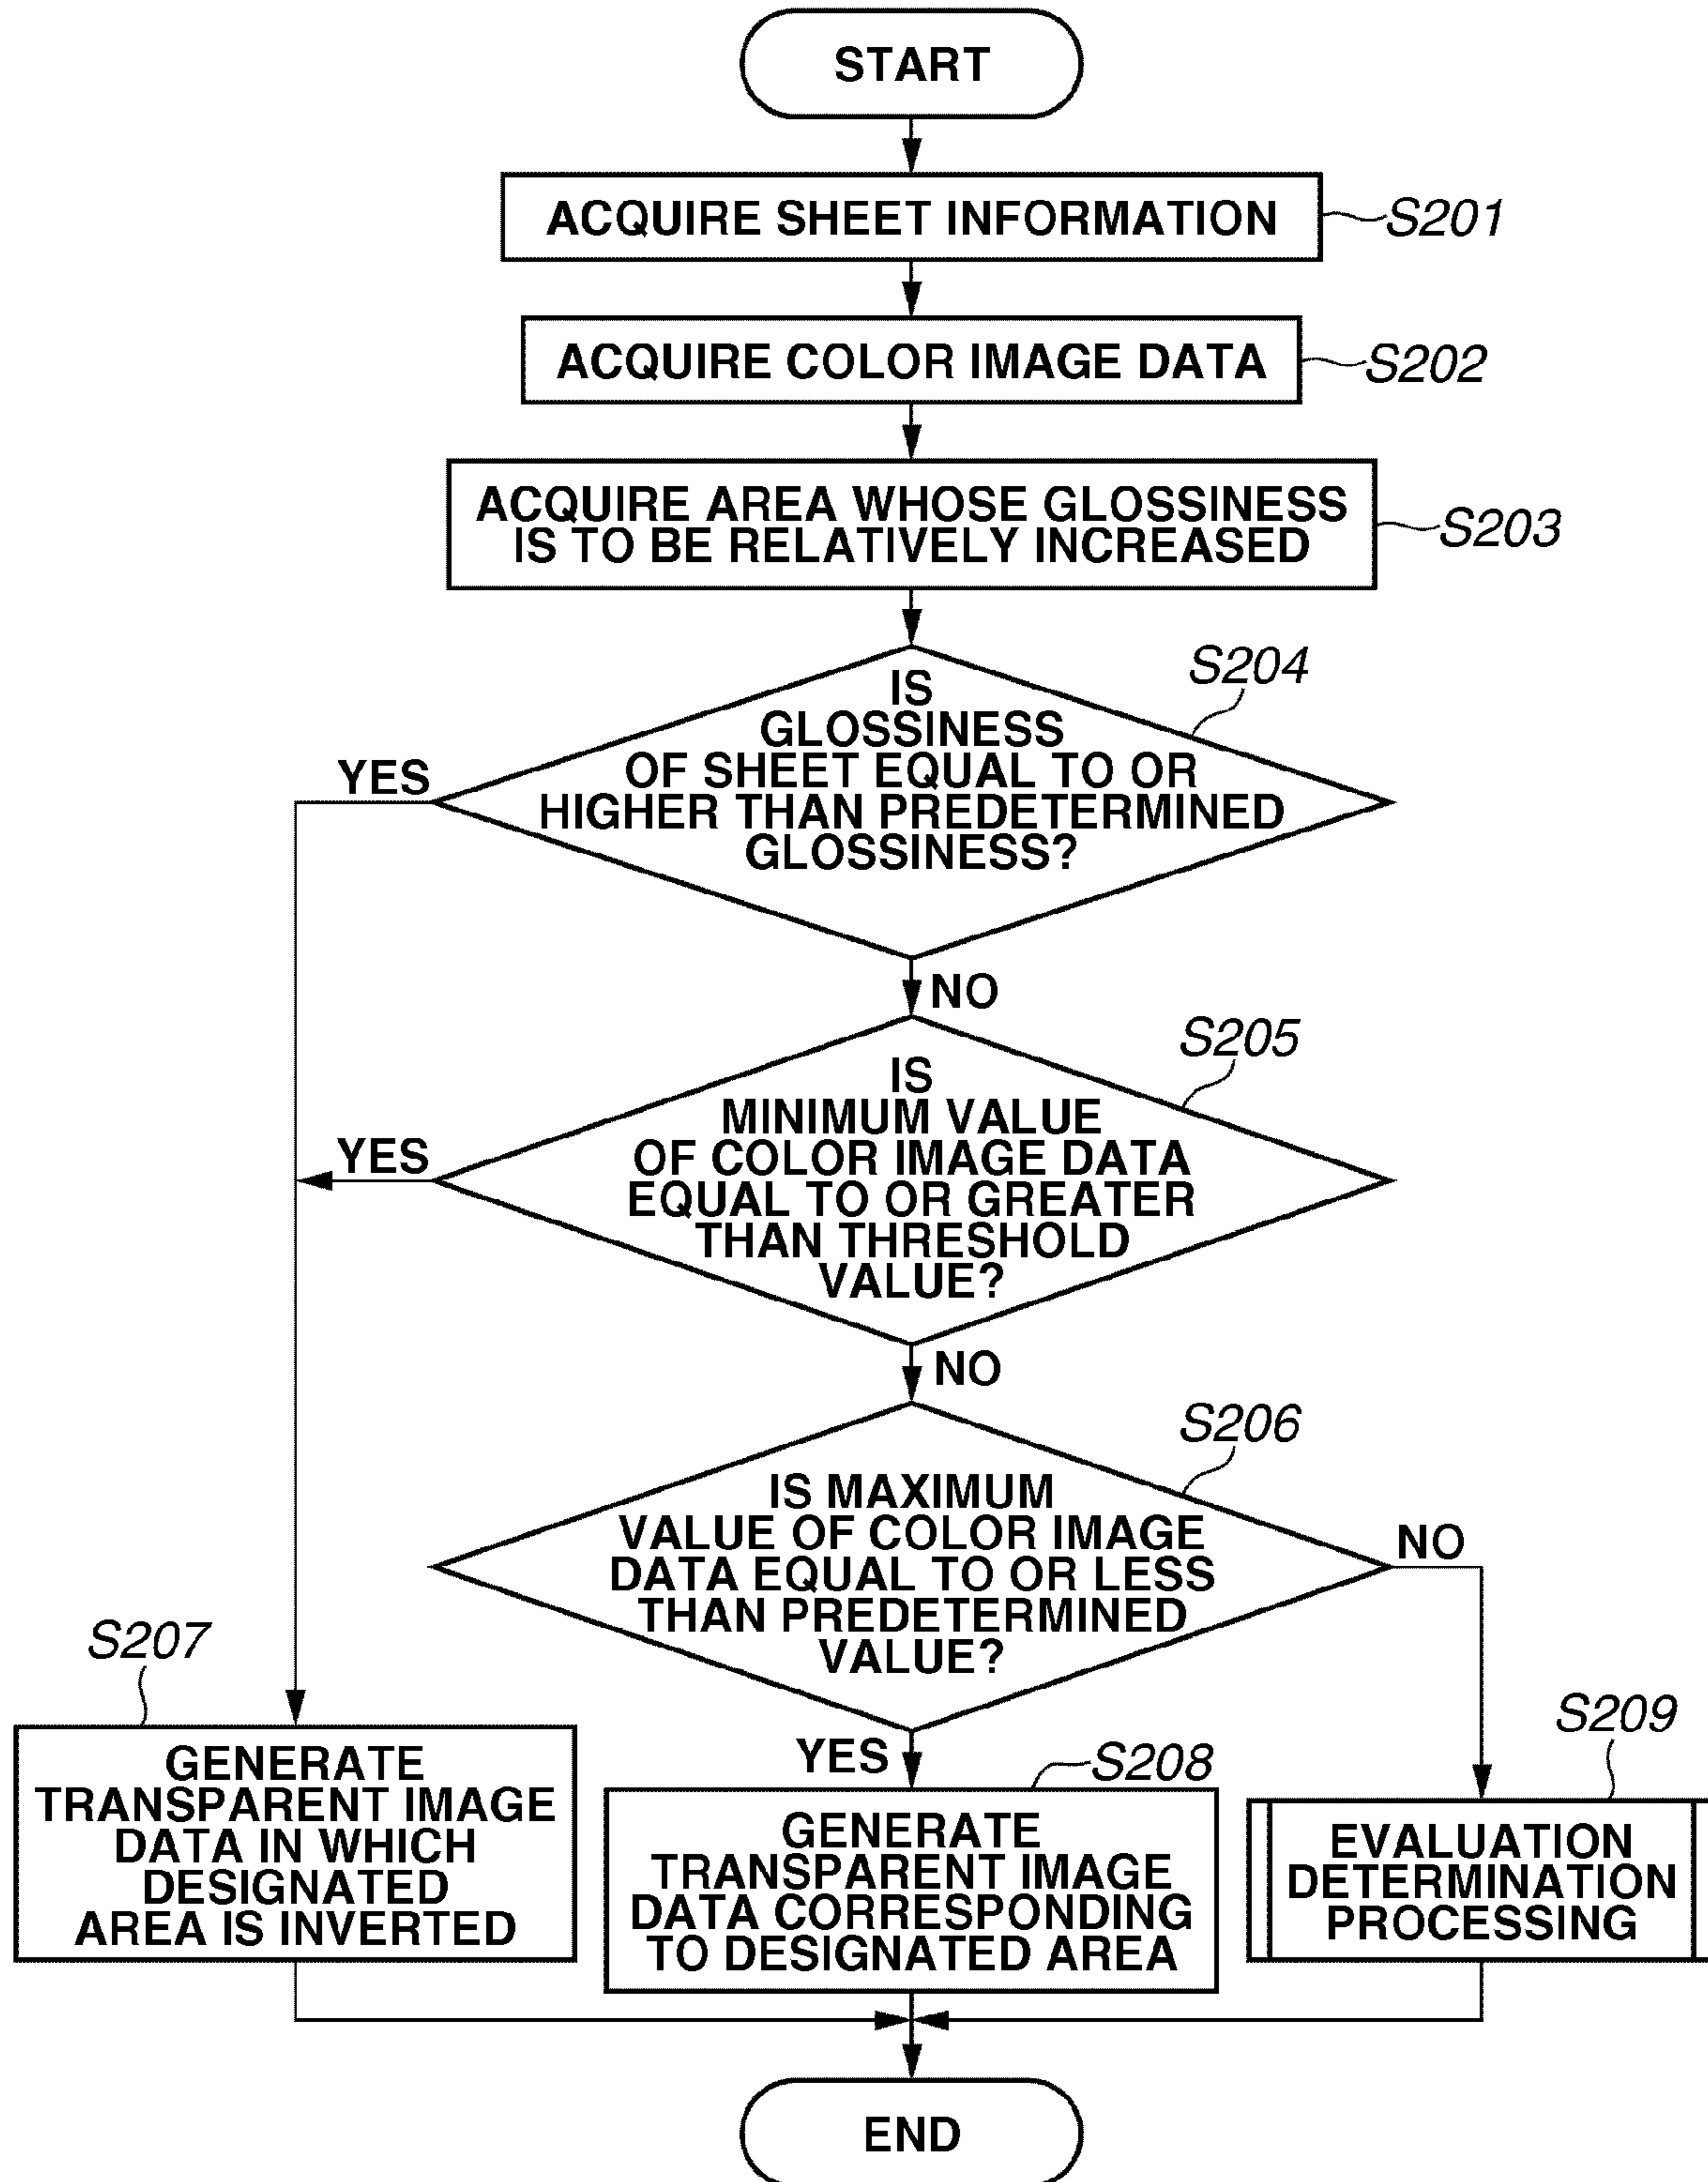 START
ACQUIRE SHEET INFORMATION
S201
ACQUIRE COLOR IMAGE DATA
S202
ACQUIRE AREA WHOSE GLOSSINESS
IS TO BE RELATIVELY INCREASED
S203
S204
IS
GLOSSINESS
OF SHEET EQUAL TO OR
HIGHER THAN PREDETERMINED
GLOSSINESS?
YES
NO
S205
IS
MINIMUM VALUE
OF COLOR IMAGE DATA
EQUAL TO OR GREATER
THAN THRESHOLD
VALUE?
YES
NO
S206
IS MAXIMUM
VALUE OF COLOR IMAGE
DATA EQUAL TO OR LESS
THAN PREDETERMINED
VALUE?
NO
YES
S207
GENERATE
TRANSPARENT IMAGE
DATA IN WHICH
DESIGNATED
AREA IS INVERTED
S208
GENERATE
TRANSPARENT IMAGE
DATA CORRESPONDING
TO DESIGNATED AREA
S209
EVALUATION
DETERMINATION
PROCESSING
END